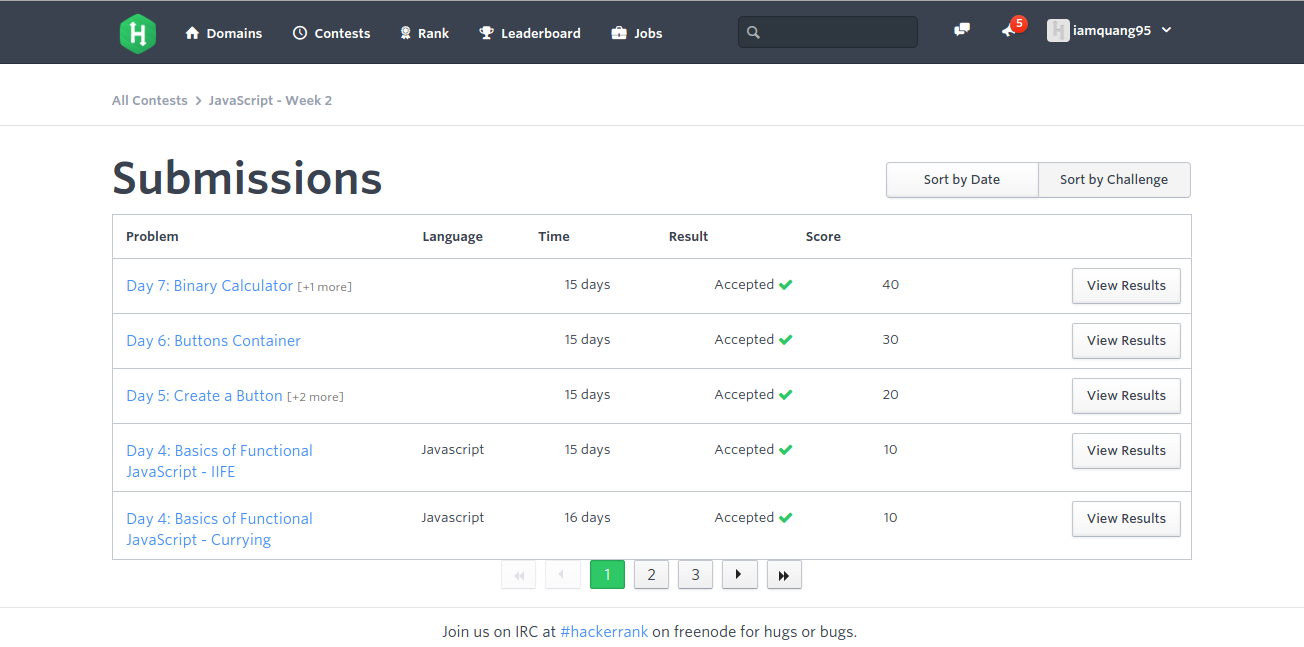 H Domains Contests Rank Leaderboard Jobs 5 iamquang95
All Contests > JavaScript - Week 2
Submissions
Sort by Date Sort by Challenge
Problem Language Time Result Score
Day 7: Binary Calculator [+1 more] 15 days Accepted ✔ 40 View Results
Day 6: Buttons Container 15 days Accepted ✔ 30 View Results
Day 5: Create a Button [+2 more] 15 days Accepted ✔ 20 View Results
Day 4: Basics of Functional Javascript 15 days Accepted ✔ 10 View Results
JavaScript - IIFE
Day 4: Basics of Functional Javascript 16 days Accepted ✔ 10 View Results
JavaScript - Currying
1 2 3
Join us on IRC at #hackerrank on freenode for hugs or bugs.